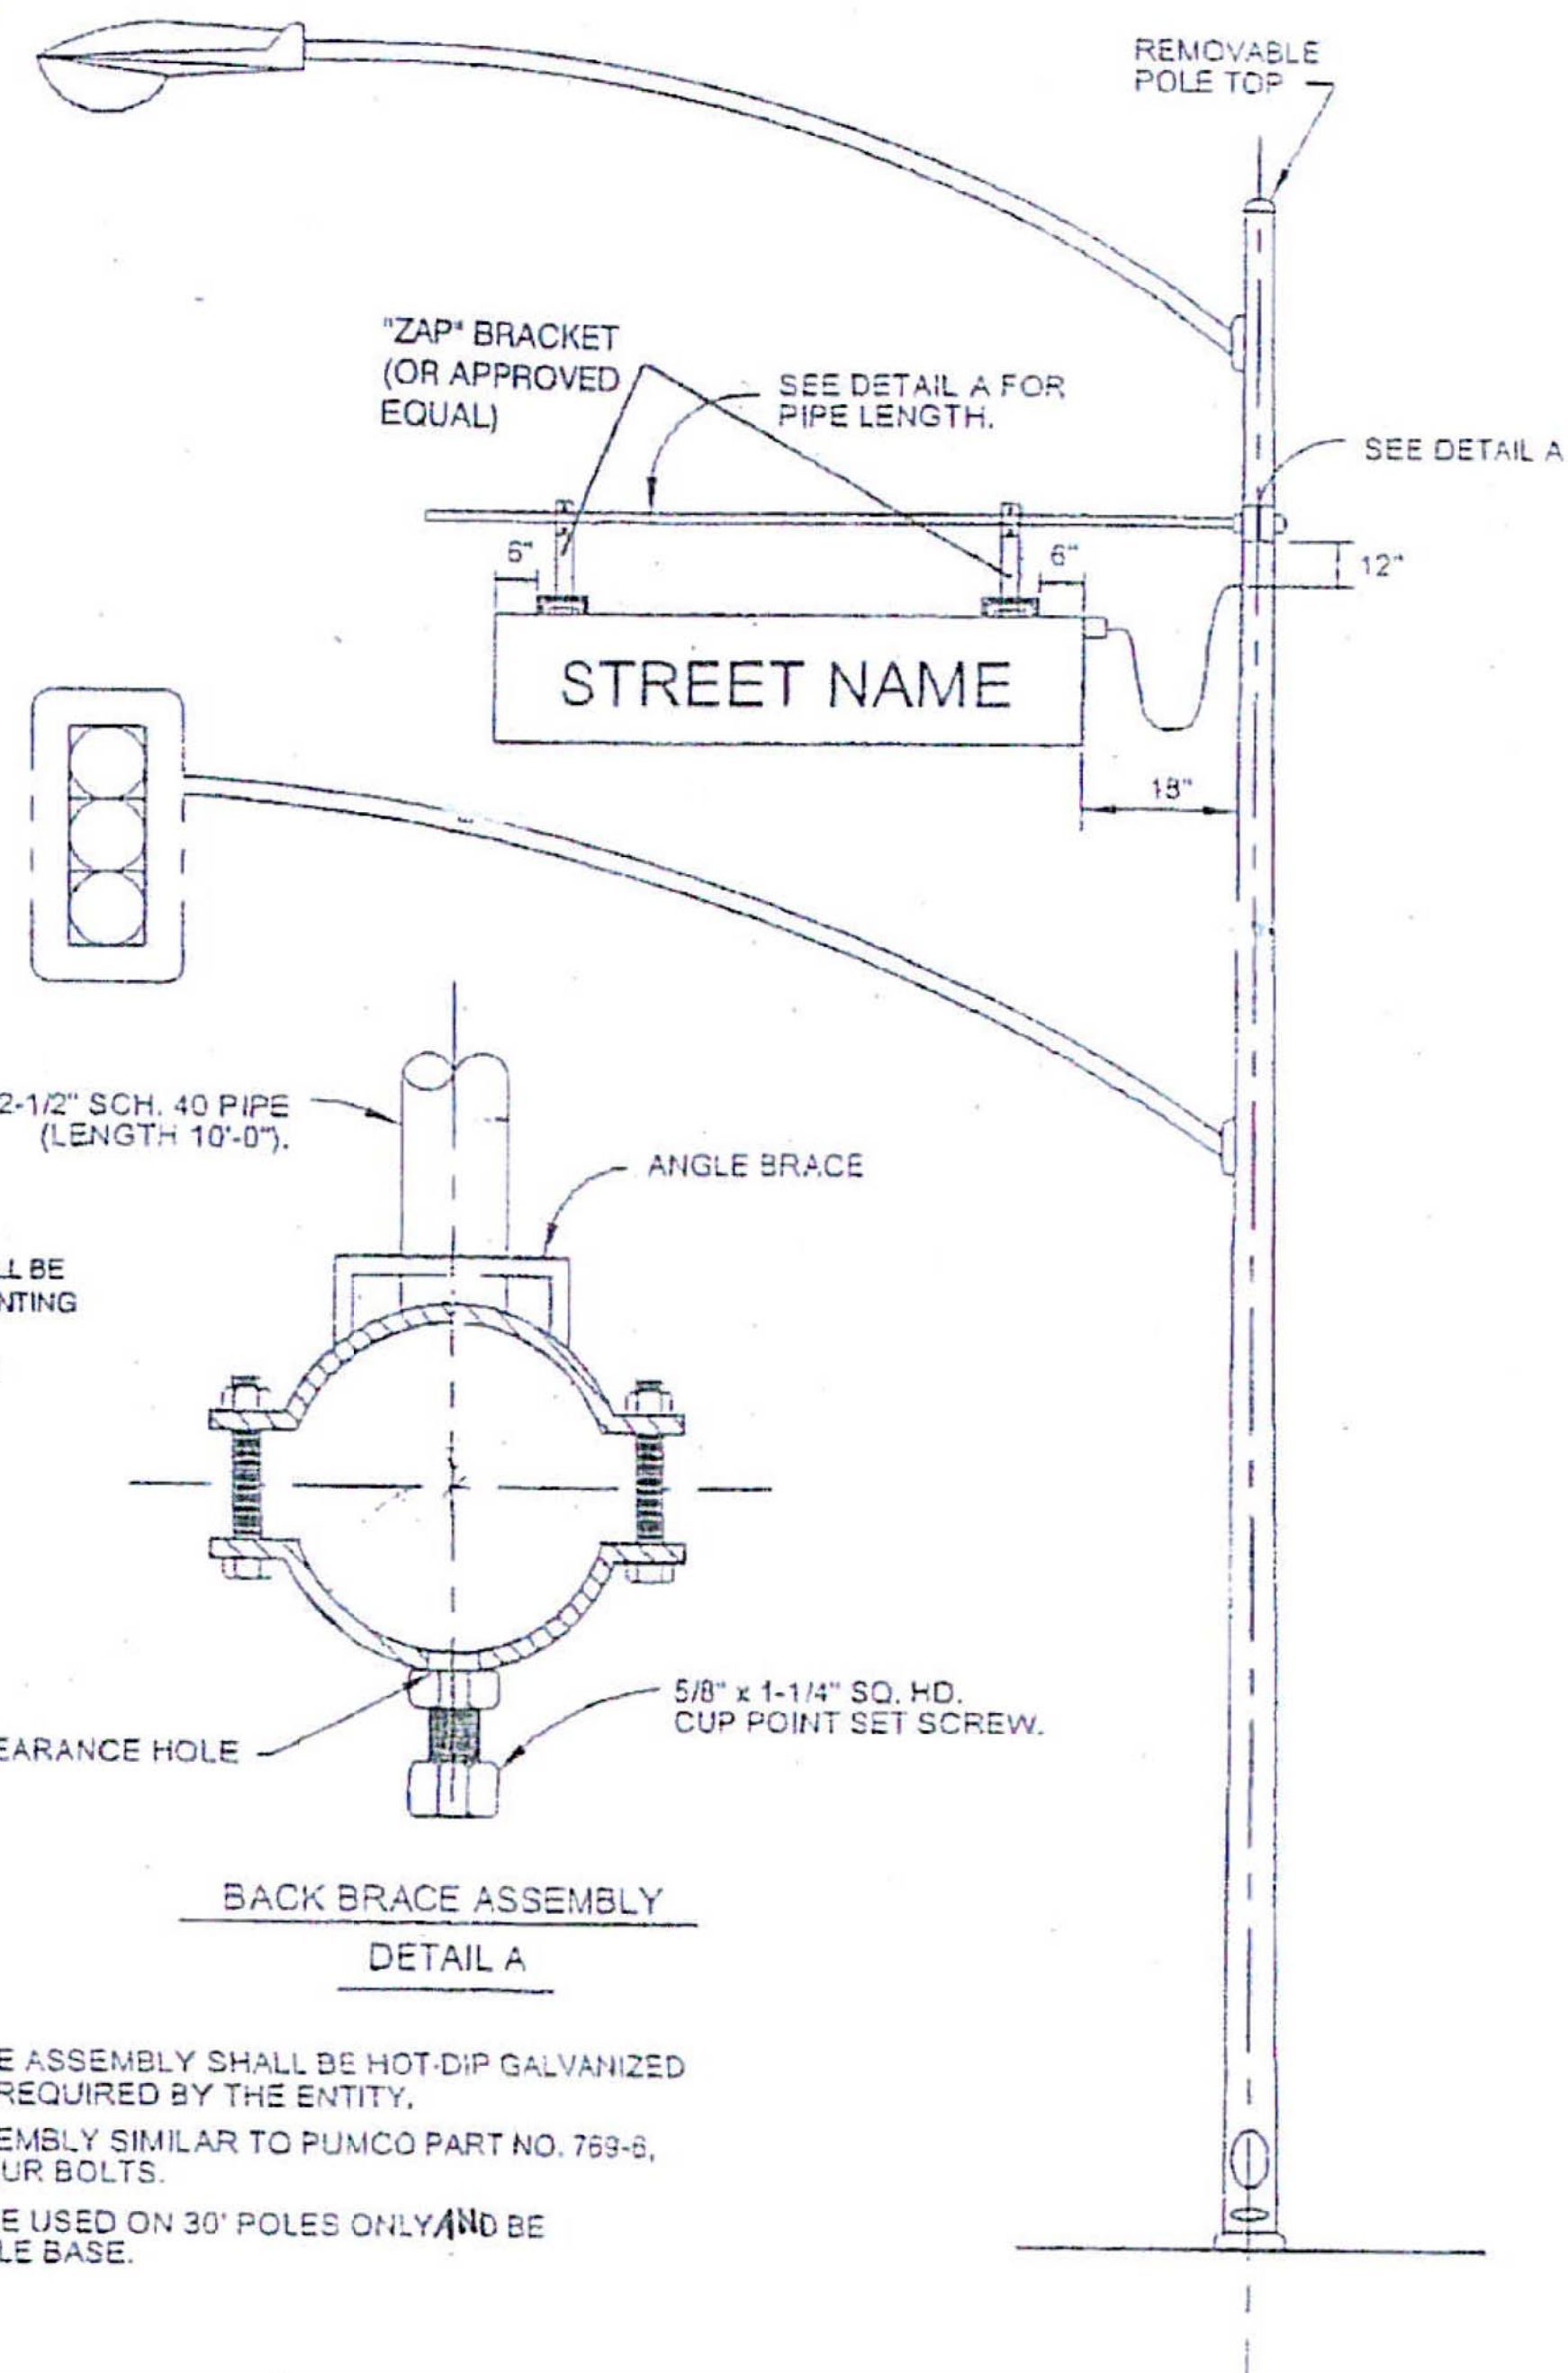 REMOVABLE
POLE TOP
"ZAP" BRACKET
(OR APPROVED
EQUAL)
SEE DETAIL A FOR
PIPE LENGTH.
SEE DETAIL A
6"
6"
12"
STREET NAME
18"
2-1/2" SCH. 40 PIPE
(LENGTH 10'-0").
ANGLE BRACE
LL BE
NTING
5/8" x 1-1/4" SQ. HD.
CUP POINT SET SCREW.
EARANCE HOLE
BACK BRACE ASSEMBLY
DETAIL A
E ASSEMBLY SHALL BE HOT-DIP GALVANIZED
REQUIRED BY THE ENTITY.
EMBLY SIMILAR TO PUMCO PART NO. 769-6,
UR BOLTS.
E USED ON 30' POLES ONLY AND BE
LE BASE.